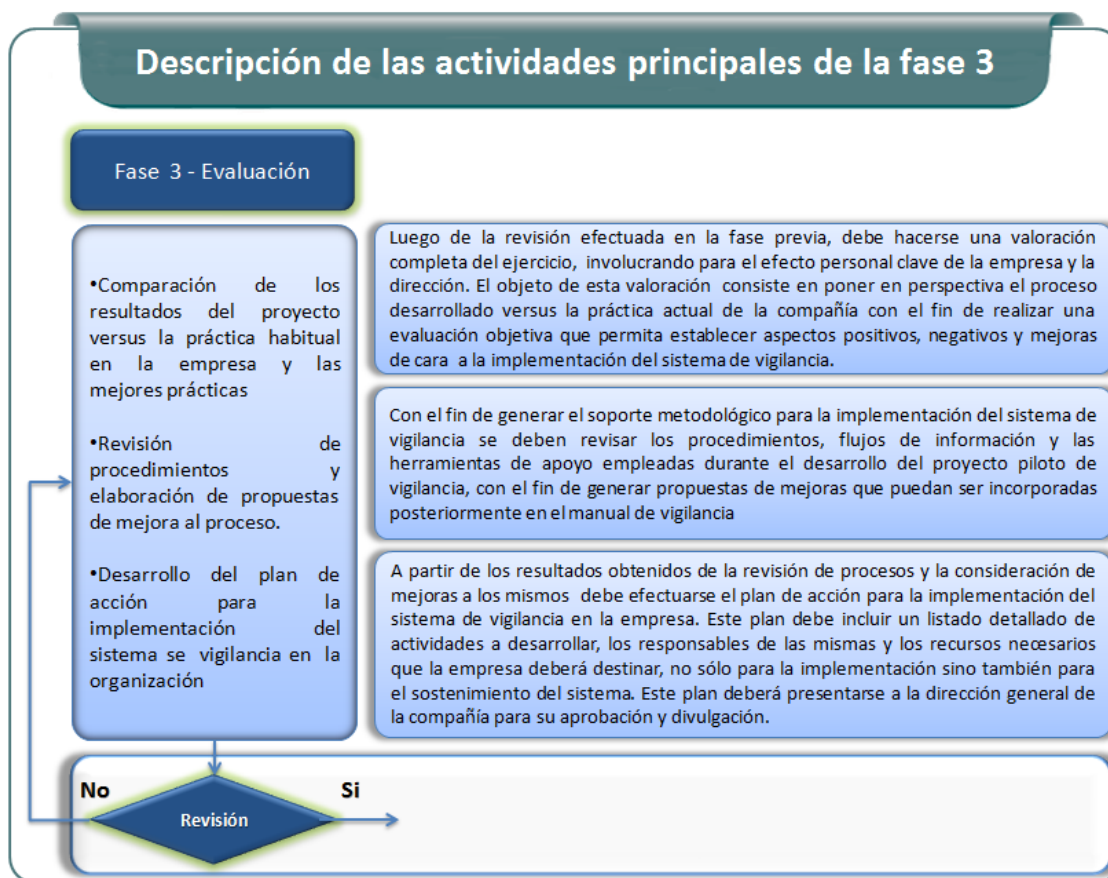 Descripción de las actividades principales de la fase 3
Fase 3 - Evaluación
•Comparación de los
resultados del proyecto
versus la práctica habitual
en la empresa y las
mejores prácticas
•Revisión de
procedimientos y
elaboración de propuestas
de mejora al proceso.
•Desarrollo del plan de
acción para la
implementación del
sistema se vigilancia en la
organización
Luego de la revisión efectuada en la fase previa, debe hacerse una valoración
completa del ejercicio, involucrando para el efecto personal clave de la empresa y la
dirección. El objeto de esta valoración consiste en poner en perspectiva el proceso
desarrollado versus la práctica actual de la compañía con el fin de realizar una
evaluación objetiva que permita establecer aspectos positivos, negativos y mejoras
de cara a la implementación del sistema de vigilancia.
Con el fin de generar el soporte metodológico para la implementación del sistema de
vigilancia se deben revisar los procedimientos, flujos de información y las
herramientas de apoyo empleadas durante el desarrollo del proyecto piloto de
vigilancia, con el fin de generar propuestas de mejoras que puedan ser incorporadas
posteriormente en el manual de vigilancia
A partir de los resultados obtenidos de la revisión de procesos y la consideración de
mejoras a los mismos debe efectuarse el plan de acción para la implementación del
sistema de vigilancia en la empresa. Este plan debe incluir un listado detallado de
actividades a desarrollar, los responsables de las mismas y los recursos necesarios
que la empresa deberá destinar, no sólo para la implementación sino también para
el sostenimiento del sistema. Este plan deberá presentarse a la dirección general de
la compañía para su aprobación y divulgación.
No
Si
Revisión